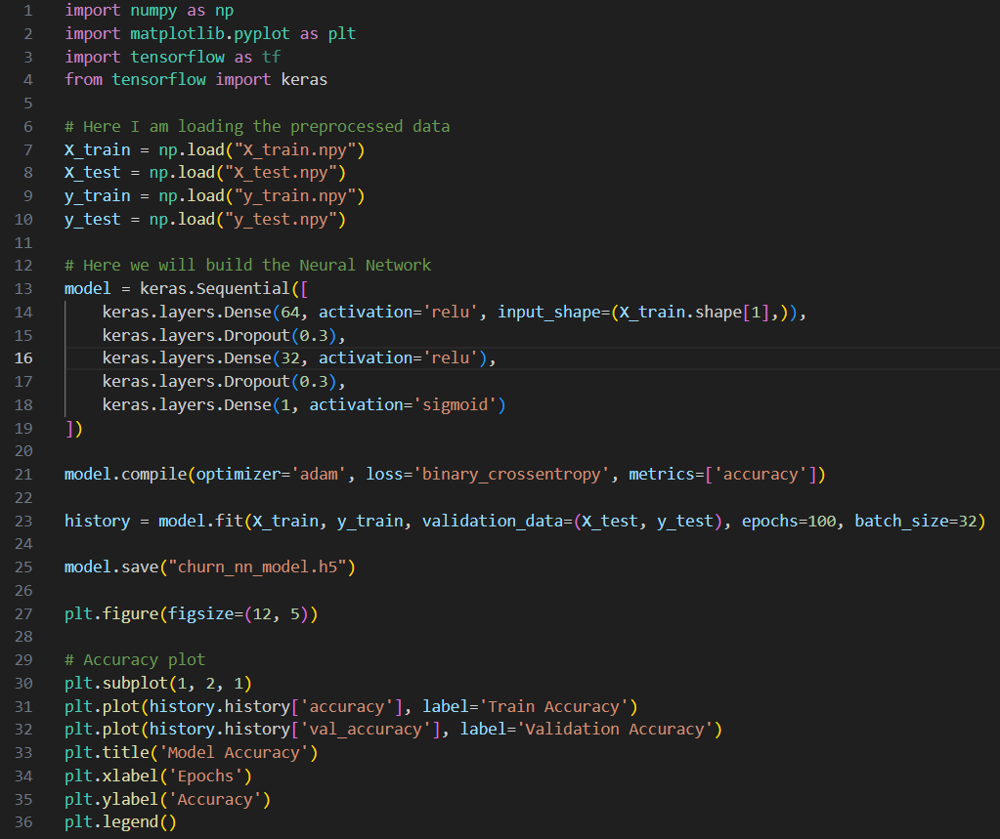 1 import numpy as np
2 import matplotlib.pyplot as plt
3 import tensorflow as tf
4 from tensorflow import keras
5
6 # Here I am loading the preprocessed data
7 X_train = np.load("X_train.npy")
8 X_test = np.load("X_test.npy")
9 y_train = np.load("y_train.npy")
10 y_test = np.load("y_test.npy")
11
12 # Here we will build the Neural Network
13 model = keras.Sequential([
14     keras.layers.Dense(64, activation='relu', input_shape=(X_train.shape[1],)),
15     keras.layers.Dropout(0.3),
16     keras.layers.Dense(32, activation='relu'),
17     keras.layers.Dropout(0.3),
18     keras.layers.Dense(1, activation='sigmoid')
19 ])
20
21 model.compile(optimizer='adam', loss='binary_crossentropy', metrics=['accuracy'])
22
23 history = model.fit(X_train, y_train, validation_data=(X_test, y_test), epochs=100, batch_size=32)
24
25 model.save("churn_nn_model.h5")
26
27 plt.figure(figsize=(12, 5))
28
29 # Accuracy plot
30 plt.subplot(1, 2, 1)
31 plt.plot(history.history['accuracy'], label='Train Accuracy')
32 plt.plot(history.history['val_accuracy'], label='Validation Accuracy')
33 plt.title('Model Accuracy')
34 plt.xlabel('Epochs')
35 plt.ylabel('Accuracy')
36 plt.legend()